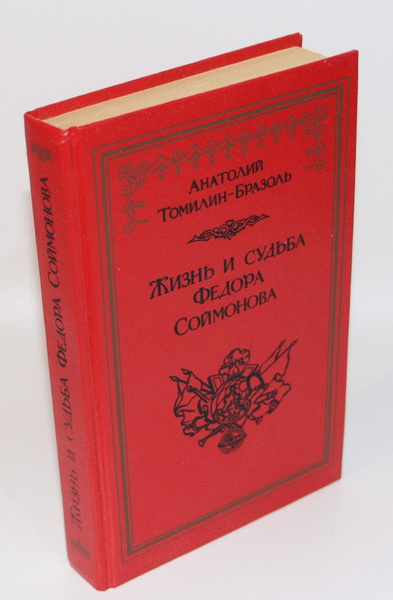 Анатолий
Томилин-Бразоль
Жизнь и судьба
Федора
Соймонова
Жизнь и судьба Федора Соймонова